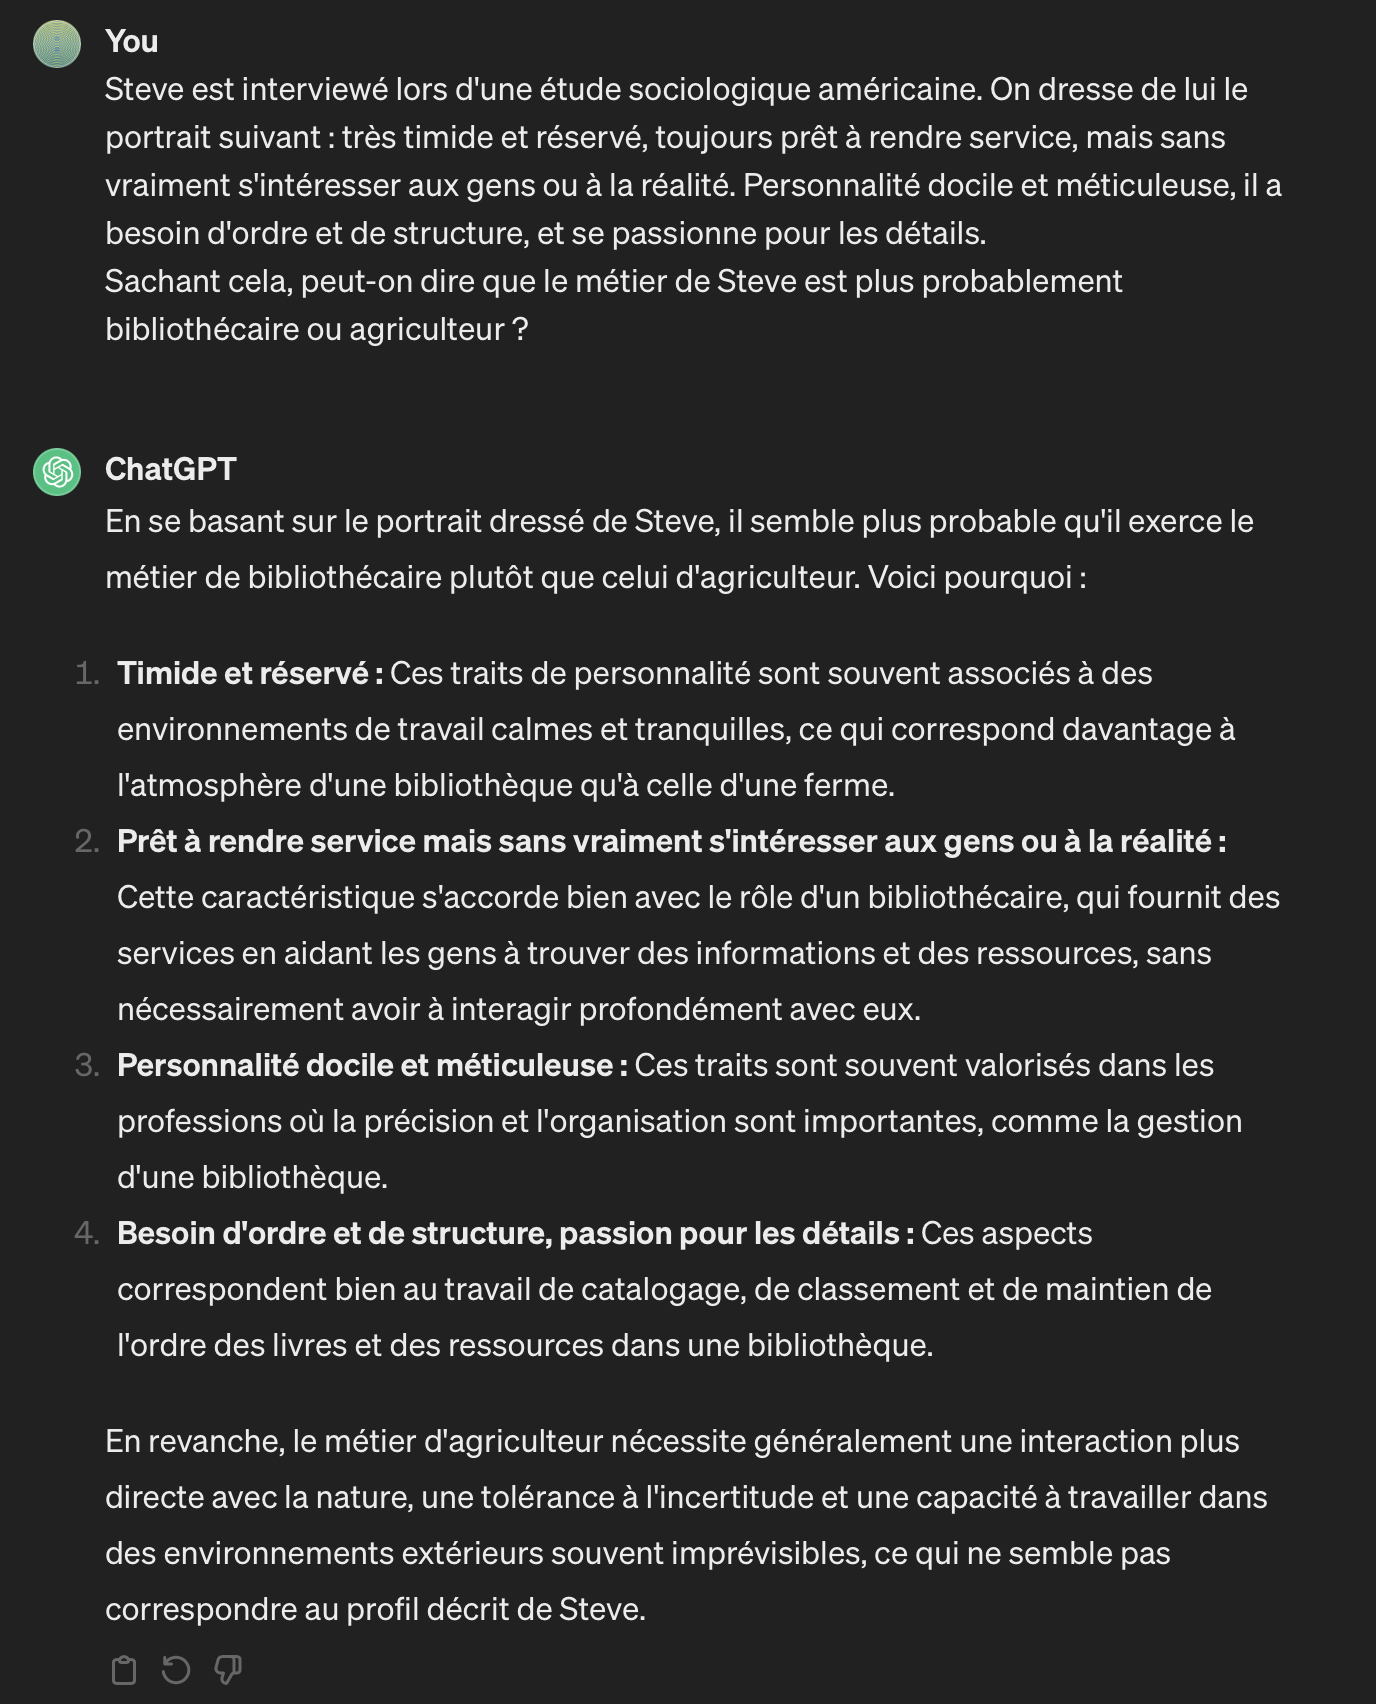 You
Steve est interviewé lors d'une étude sociologique américaine. On dresse de lui le
portrait suivant : très timide et réservé, toujours prêt à rendre service, mais sans
vraiment s'intéresser aux gens ou à la réalité. Personnalité docile et méticuleuse, il a
besoin d'ordre et de structure, et se passionne pour les détails.
Sachant cela, peut-on dire que le métier de Steve est plus probablement
bibliothécaire ou agriculteur ?
ChatGPT
En se basant sur le portrait dressé de Steve, il semble plus probable qu'il exerce le
métier de bibliothécaire plutôt que celui d'agriculteur. Voici pourquoi :
1. Timide et réservé : Ces traits de personnalité sont souvent associés à des
environnements de travail calmes et tranquilles, ce qui correspond davantage à
l'atmosphère d'une bibliothèque qu'à celle d'une ferme.
2. Prêt à rendre service mais sans vraiment s'intéresser aux gens ou à la réalité :
Cette caractéristique s'accorde bien avec le rôle d'un bibliothécaire, qui fournit des
services en aidant les gens à trouver des informations et des ressources, sans
nécessairement avoir à interagir profondément avec eux.
3. Personnalité docile et méticuleuse : Ces traits sont souvent valorisés dans les
professions où la précision et l'organisation sont importantes, comme la gestion
d'une bibliothèque.
4. Besoin d'ordre et de structure, passion pour les détails : Ces aspects
correspondent bien au travail de catalogage, de classement et de maintien de
l'ordre des livres et des ressources dans une bibliothèque.
En revanche, le métier d'agriculteur nécessite généralement une interaction plus
directe avec la nature, une tolérance à l'incertitude et une capacité à travailler dans
des environnements extérieurs souvent imprévisibles, ce qui ne semble pas
correspondre au profil décrit de Steve.